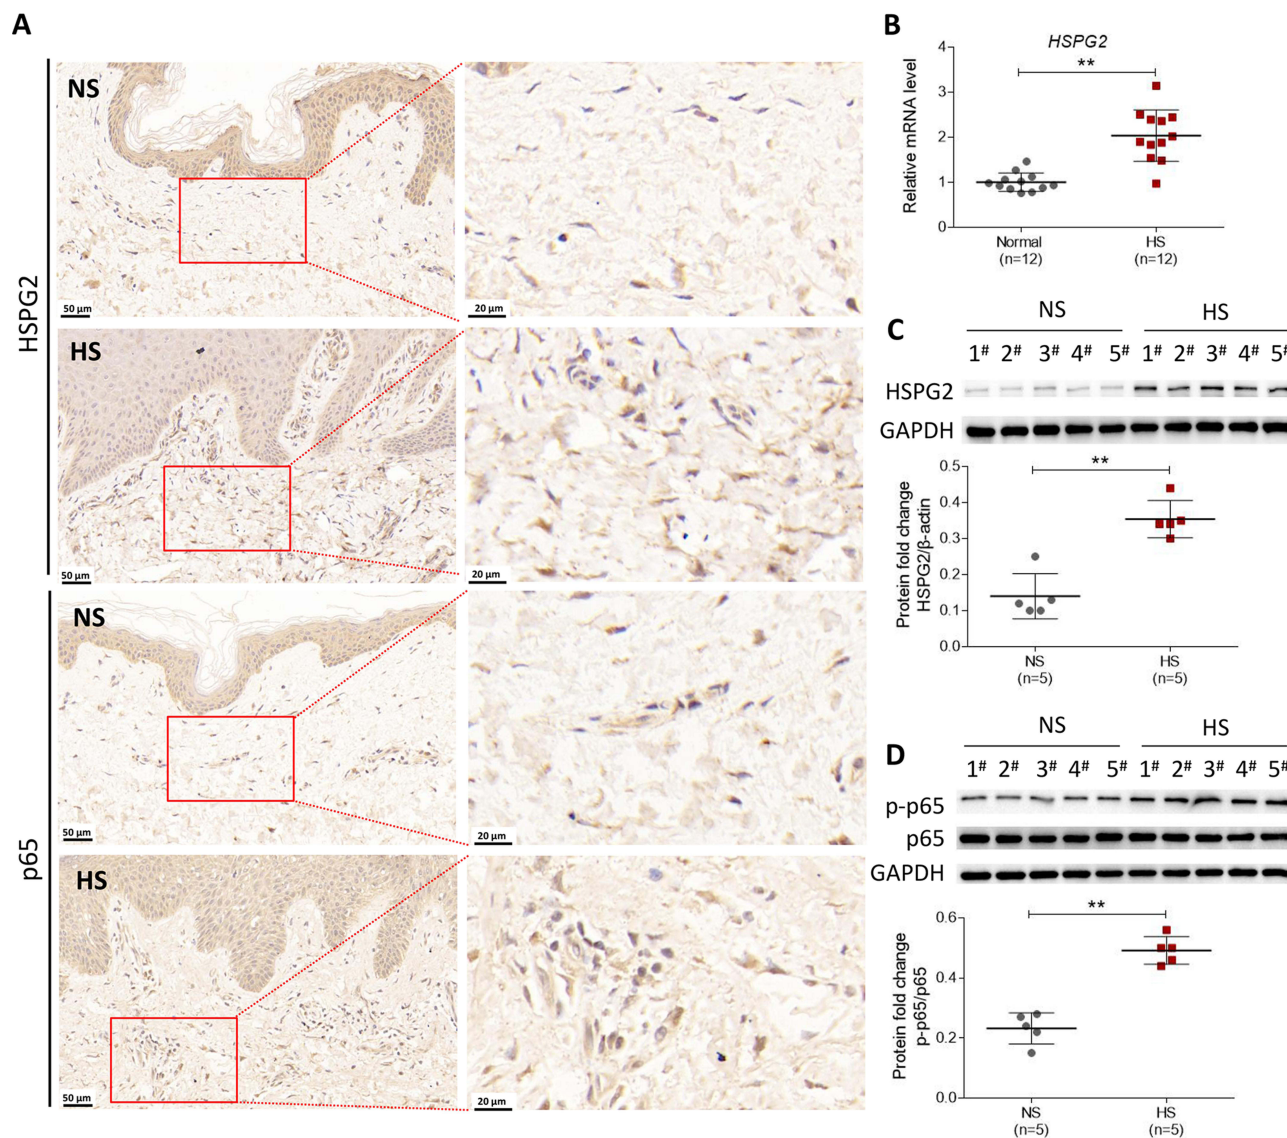 A
HSPG2
NS
50 μm
20 μm
HS
50 μm
20 μm
p65
NS
50 μm
20 μm
HS
50 μm
20 μm
B
HSPG2
**
Relative mRNA level
4
3
2
1
0
Normal
(n=12)
HS
(n=12)
C
NS HS
1# 2# 3# 4# 5# 1# 2# 3# 4# 5#
HSPG2
GAPDH
**
Protein fold change
HSPG2/β-actin
0.5
0.4
0.3
0.2
0.1
0.0
NS
(n=5)
HS
(n=5)
D
NS HS
1# 2# 3# 4# 5# 1# 2# 3# 4# 5#
p-p65
p65
GAPDH
**
Protein fold change
p-p65/p65
0.6
0.4
0.2
0.0
NS
(n=5)
HS
(n=5)